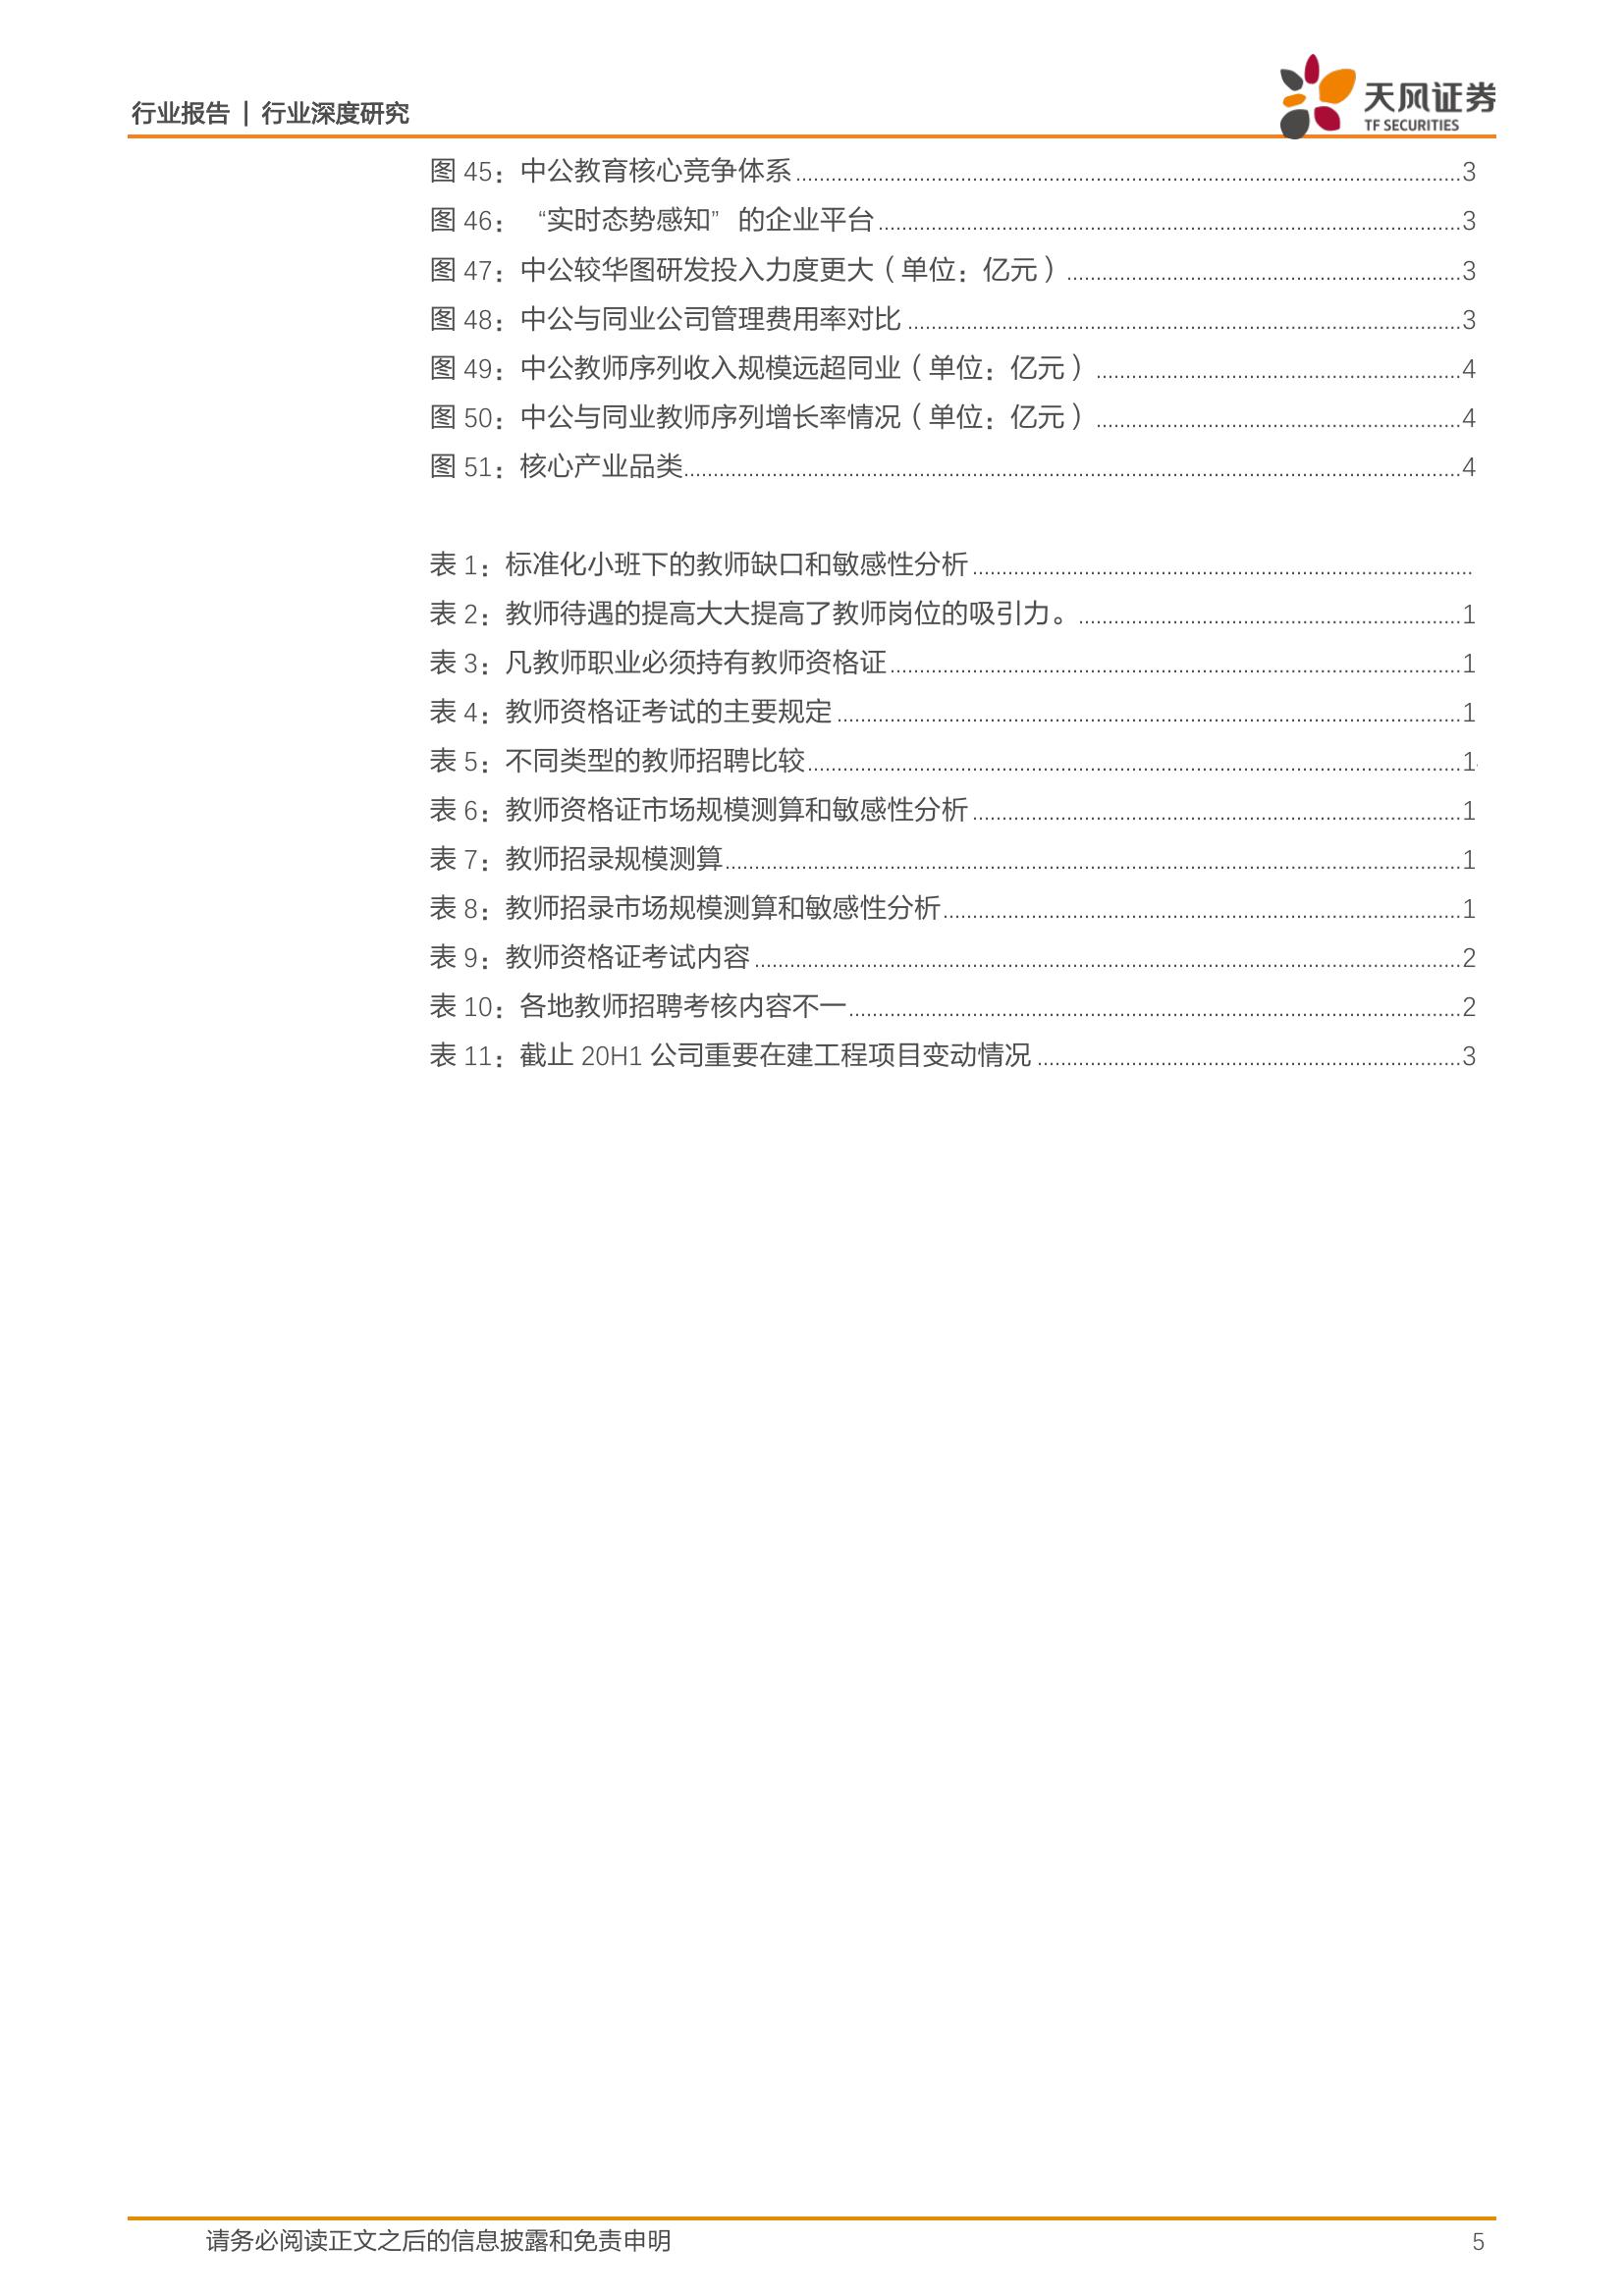 行业报告 | 行业深度研究
天风证券
TF SECURITIES
图 45：中公教育核心竞争体系........3
图 46：“实时态势感知”的企业平台........3
图 47：中公较华图研发投入力度更大（单位：亿元）........3
图 48：中公与同业公司管理费用率对比........3
图 49：中公教师序列收入规模远超同业（单位：亿元）........4
图 50：中公与同业教师序列增长率情况（单位：亿元）........4
图 51：核心产业品类........4
表 1：标准化小班下的教师缺口和敏感性分析........
表 2：教师待遇的提高大大提高了教师岗位的吸引力。........1
表 3：凡教师职业必须持有教师资格证........1
表 4：教师资格证考试的主要规定........1
表 5：不同类型的教师招聘比较........1
表 6：教师资格证市场规模测算和敏感性分析........1
表 7：教师招录规模测算........1
表 8：教师招录市场规模测算和敏感性分析........1
表 9：教师资格证考试内容........2
表 10：各地教师招聘考核内容不一........2
表 11：截止 20H1 公司重要在建工程项目变动情况........3
请务必阅读正文之后的信息披露和免责申明
5